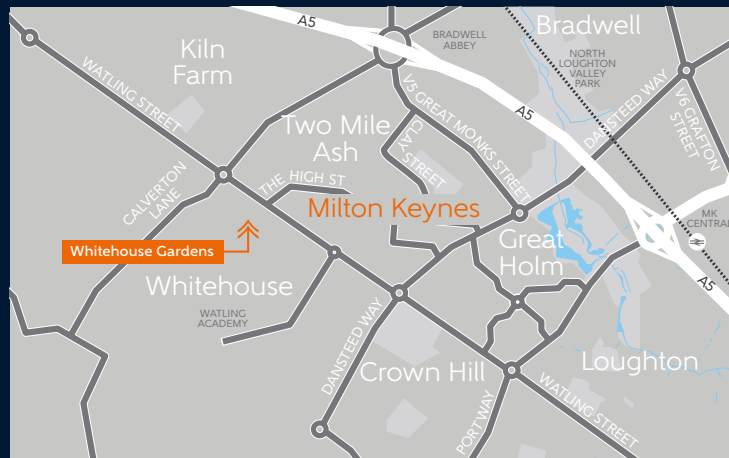 A5
Bradwell
BRADWELL
ABBEY
Kiln
Farm
NORTH
LOUGHTON
VALLEY
PARK
WATLING STREET
V5 GREAT MONKS STREET
A5
DANSTEED WAY
V6 GRAFTON
STREET
Two Mile
Ash
CLAY
STREET
CALVERTON
LANE
THE HIGH ST
Milton Keynes
MK
CENTRAL
Great
Holm
Whitehouse Gardens
A5
Whitehouse
WATLING
ACADEMY
DANSTEED WAY
Crown Hill
Loughton
WATLING STREET
PORTWAY